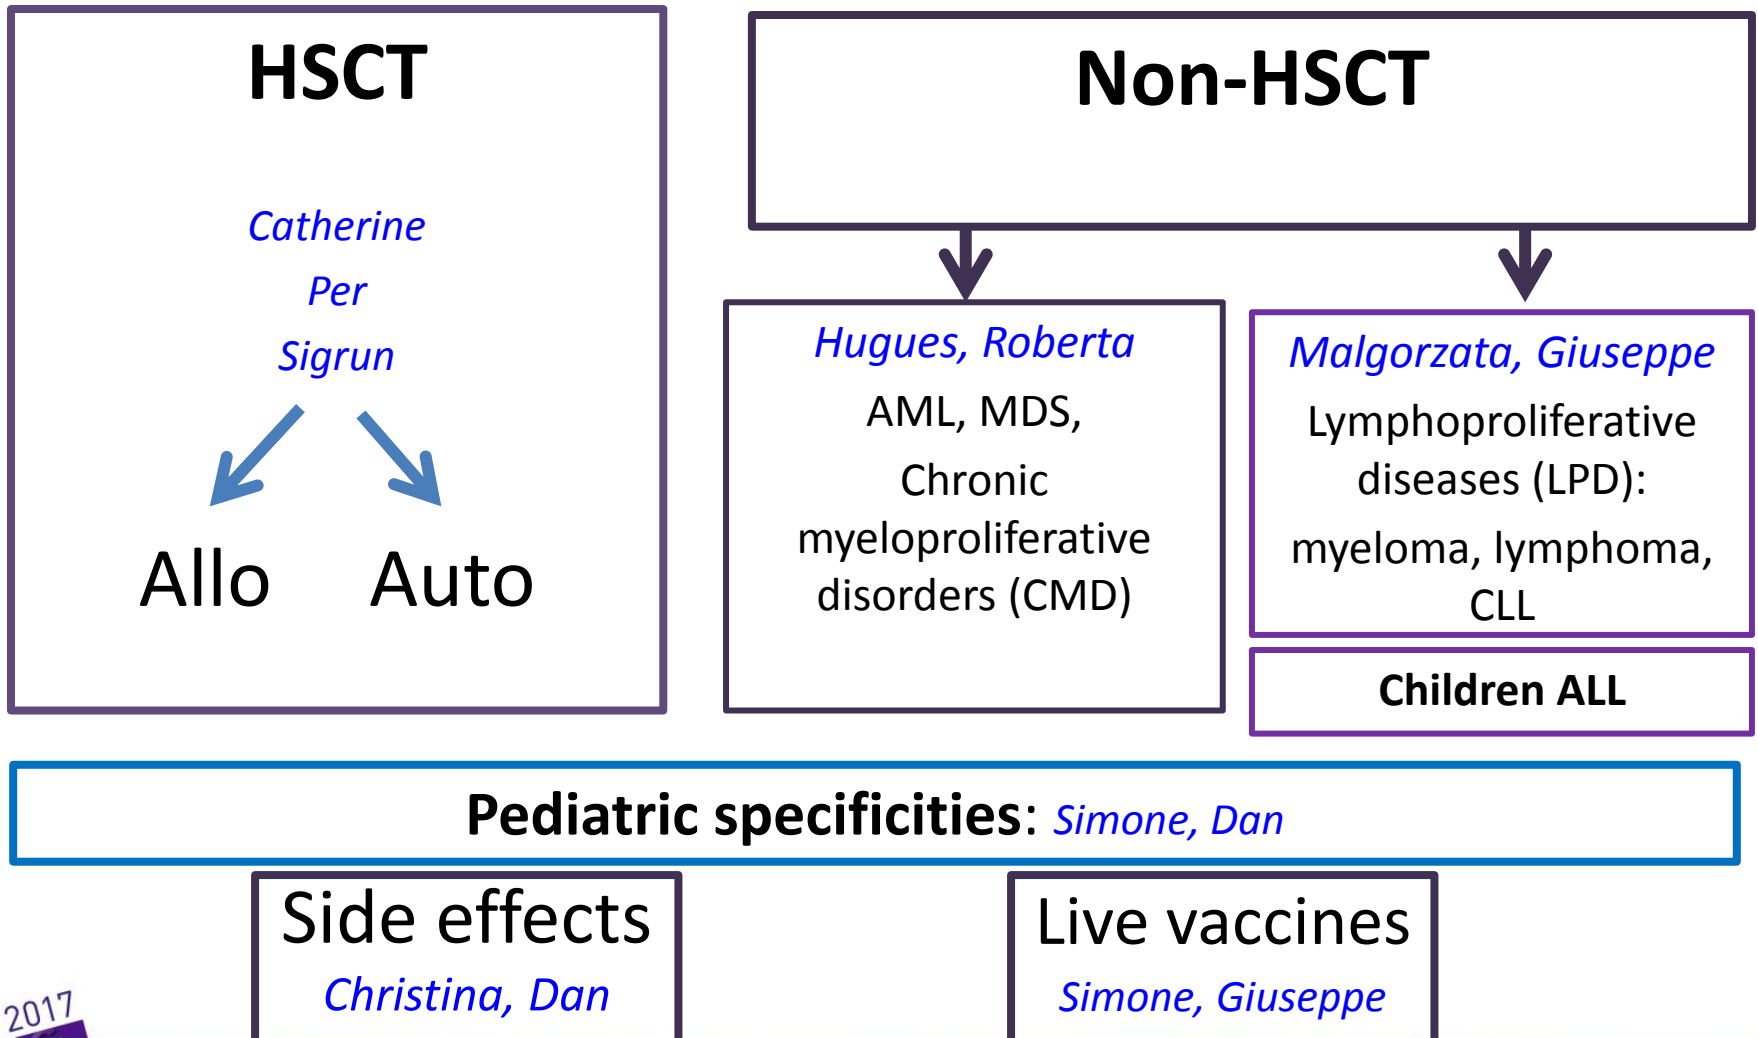 HSCT
Catherine
Per
Sigrun
Allo Auto
Non-HSCT
Hugues, Roberta
AML, MDS,
Chronic
myeloproliferative
disorders (CMD)
Malgorzata, Giuseppe
Lymphoproliferative
diseases (LPD):
myeloma, lymphoma,
CLL
Children ALL
Pediatric specificities: Simone, Dan
Side effects
Christina, Dan
Live vaccines
Simone, Giuseppe
2017